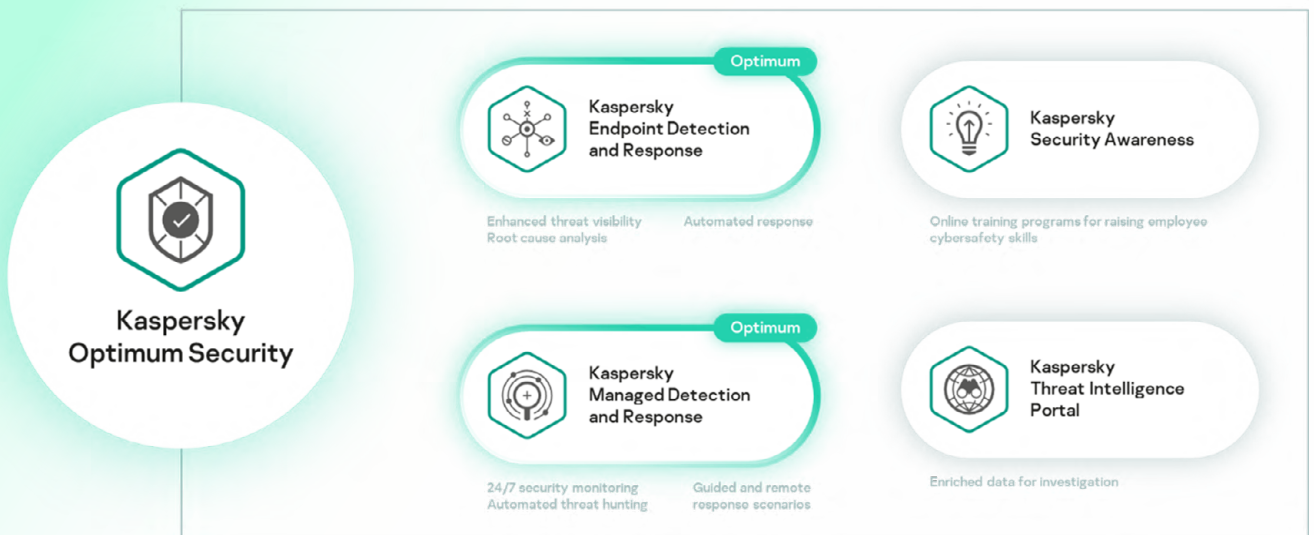 Kaspersky
Optimum Security
Optimum
Kaspersky
Endpoint Detection
and Response
Enhanced threat visibility
Root cause analysis
Automated response
Kaspersky
Security Awareness
Online training programs for raising employee
cybersafety skills
Optimum
Kaspersky
Managed Detection
and Response
24/7 security monitoring
Automated threat hunting
Guided and remote
response scenarios
Kaspersky
Threat Intelligence
Portal
Enriched data for investigation